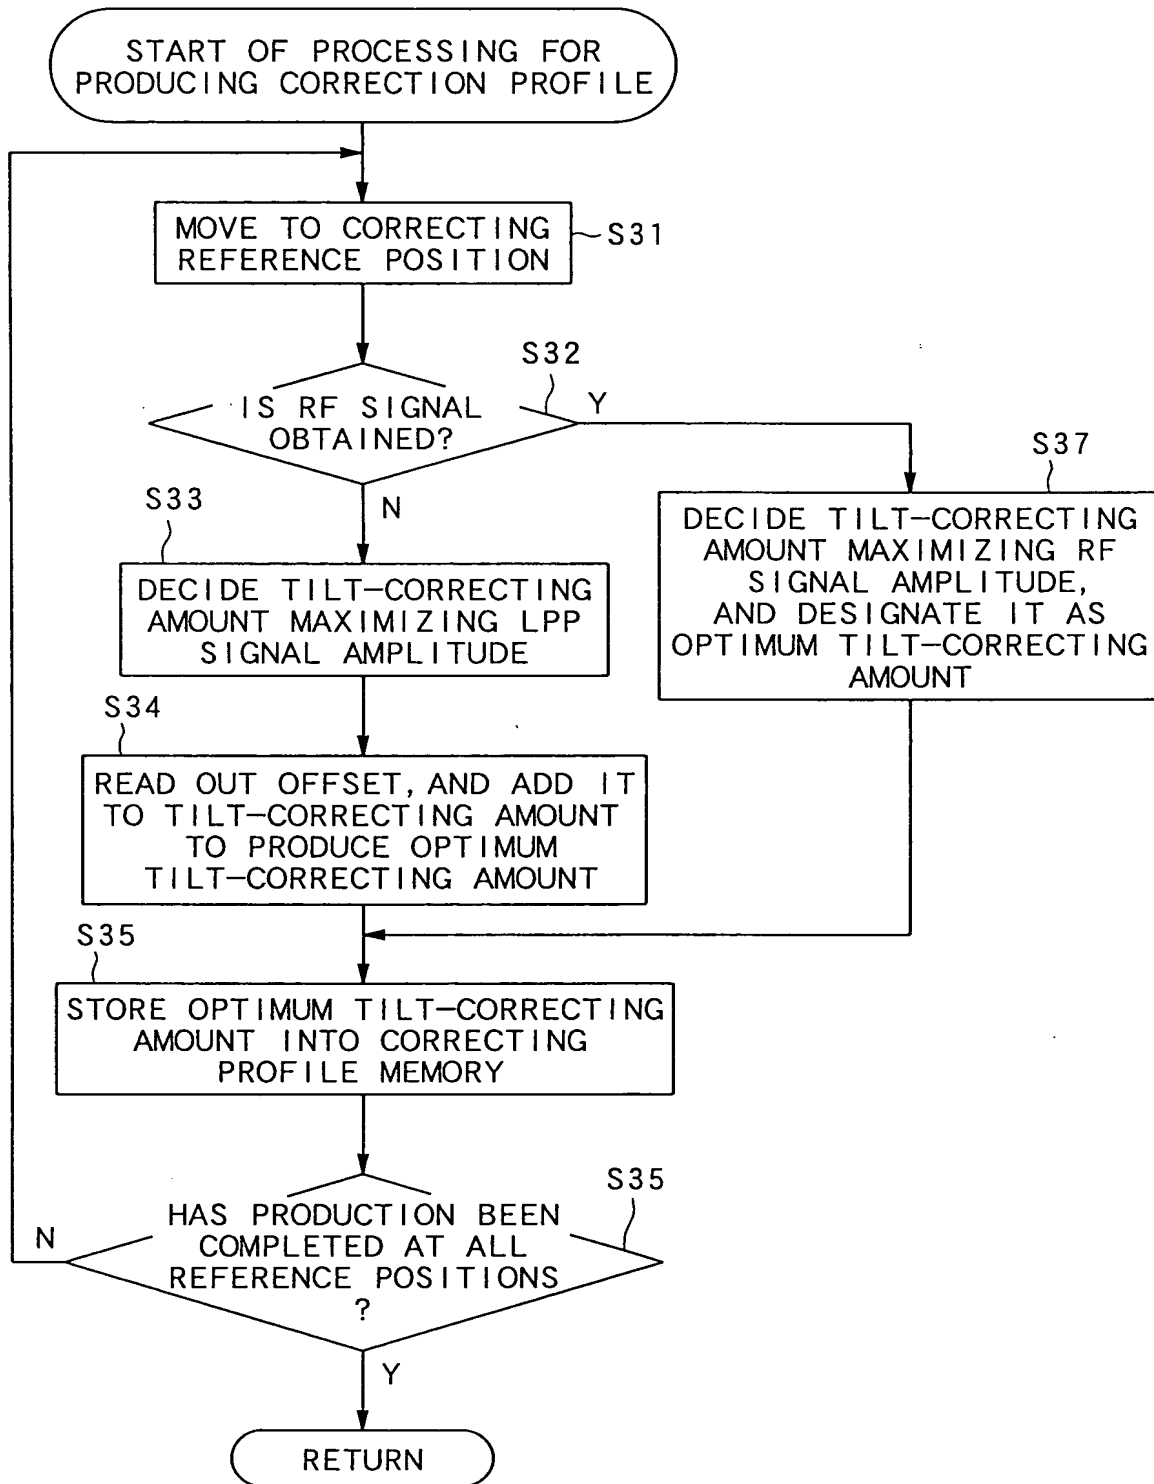 START OF PROCESSING FOR
PRODUCING CORRECTION PROFILE
MOVE TO CORRECTING
REFERENCE POSITION
S31
S32
IS RF SIGNAL
OBTAINED?
Y
N
S37
DECIDE TILT-CORRECTING
AMOUNT MAXIMIZING RF
SIGNAL AMPLITUDE,
AND DESIGNATE IT AS
OPTIMUM TILT-CORRECTING
AMOUNT
S33
DECIDE TILT-CORRECTING
AMOUNT MAXIMIZING LPP
SIGNAL AMPLITUDE
S34
READ OUT OFFSET, AND ADD IT
TO TILT-CORRECTING AMOUNT
TO PRODUCE OPTIMUM
TILT-CORRECTING AMOUNT
S35
STORE OPTIMUM TILT-CORRECTING
AMOUNT INTO CORRECTING
PROFILE MEMORY
S35
HAS PRODUCTION BEEN
COMPLETED AT ALL
REFERENCE POSITIONS
?
N
Y
RETURN